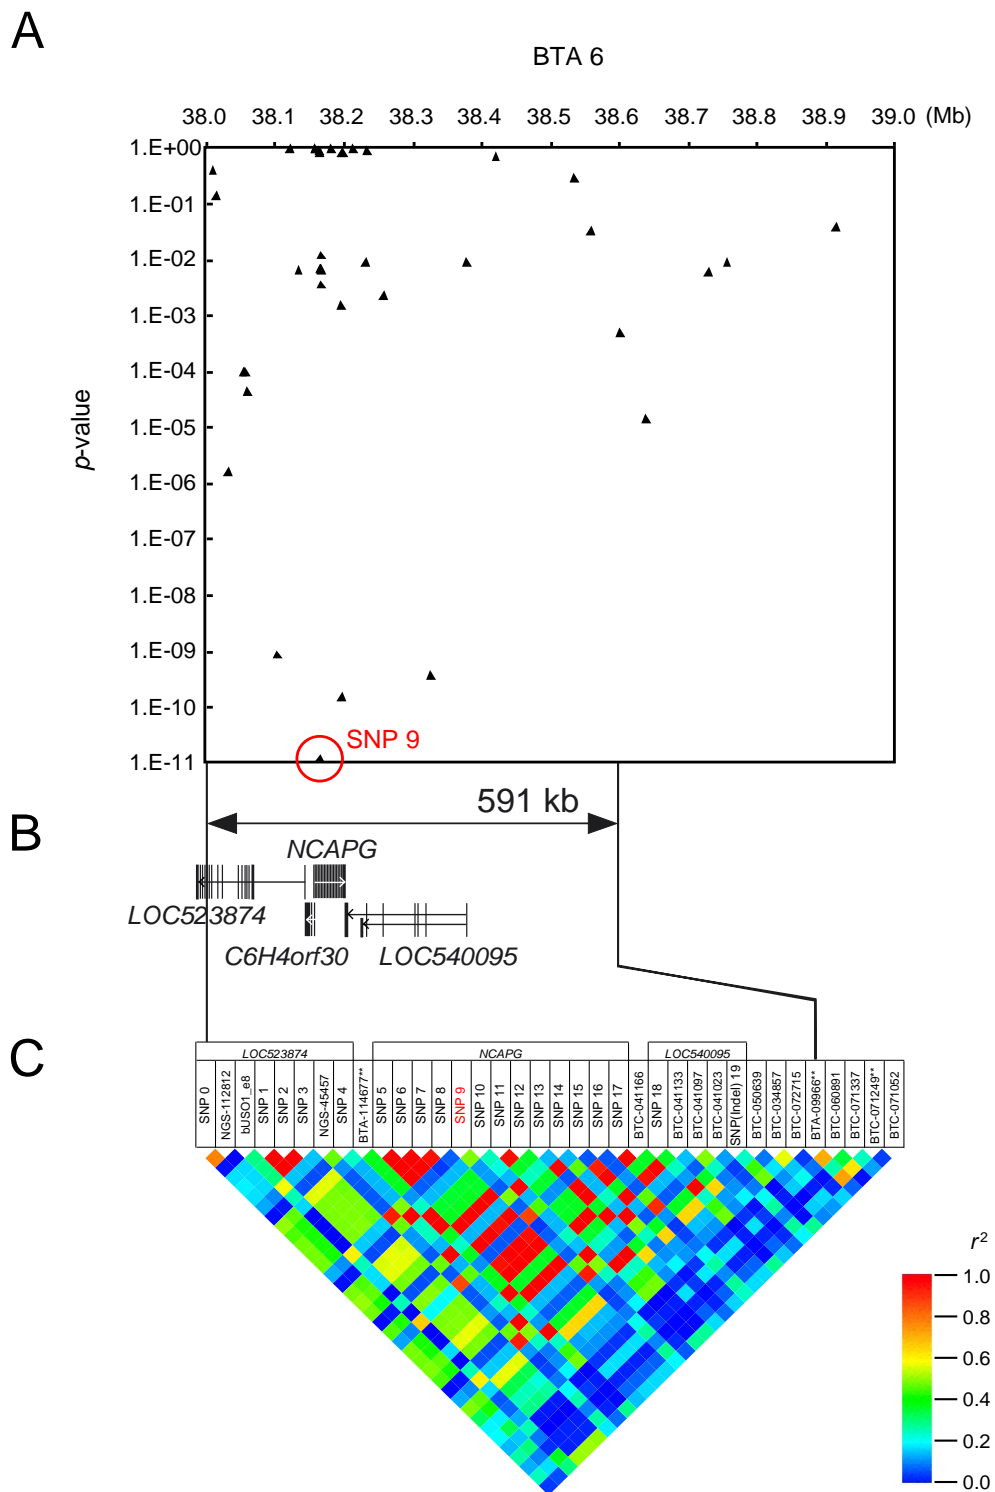 A
BTA 6
38.0 38.1 38.2 38.3 38.4 38.5 38.6 38.7 38.8 38.9 39.0 (Mb)
1.E+00
1.E-01
1.E-02
1.E-03
1.E-04
1.E-05
1.E-06
1.E-07
1.E-08
1.E-09
1.E-10
1.E-11
p-value
SNP 9
591 kb
B
NCAPG
LOC523874
C6H4orf30 LOC540095
C
LOC523874 NCAPG LOC540095
SNP 0
NGS-112812
bUSO1_e8
SNP 1
SNP 2
SNP 3
NGS-45457
SNP 4
BTA-114677**
SNP 5
SNP 6
SNP 7
SNP 8
SNP 9
SNP 10
SNP 11
SNP 12
SNP 13
SNP 14
SNP 15
SNP 16
SNP 17
BTC-041166
SNP 18
BTC-041133
BTC-041097
BTC-041023
SNP(Indel) 19
BTC-050639
BTC-034857
BTC-072715
BTA-09966**
BTC-060891
BTC-071337
BTC-071249**
BTC-071052
r²
1.0
0.8
0.6
0.4
0.2
0.0